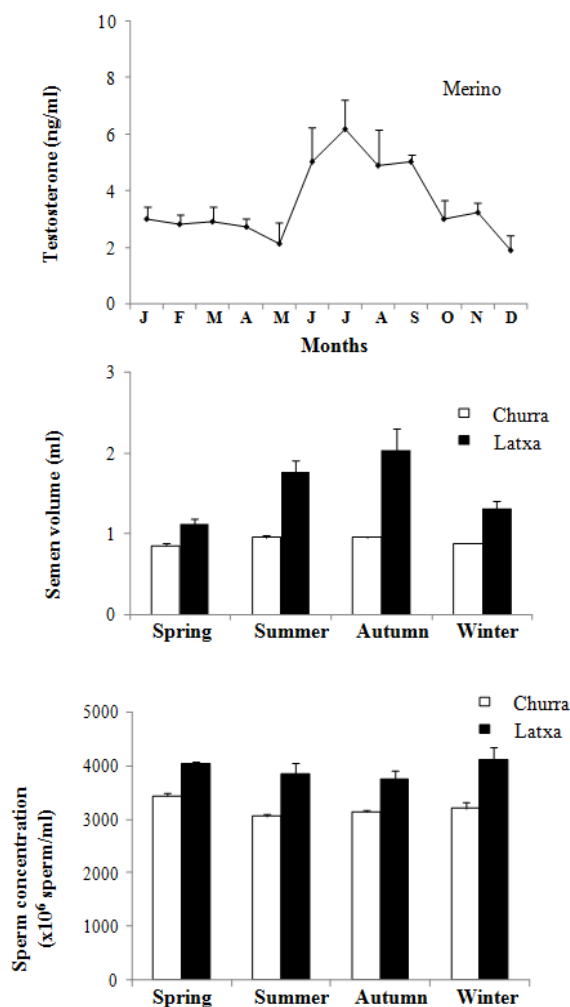 10
Merino
8
6
4
2
0
Testosterone (ng/ml)
J F M A M J J A S O N D
Months
3
Churra
Latxa
2
1
0
Semen volume (ml)
Spring Summer Autumn Winter
Churra
Latxa
5000
4000
3000
2000
1000
0
Sperm concentration
(x10⁶ sperm/ml)
Spring Summer Autumn Winter